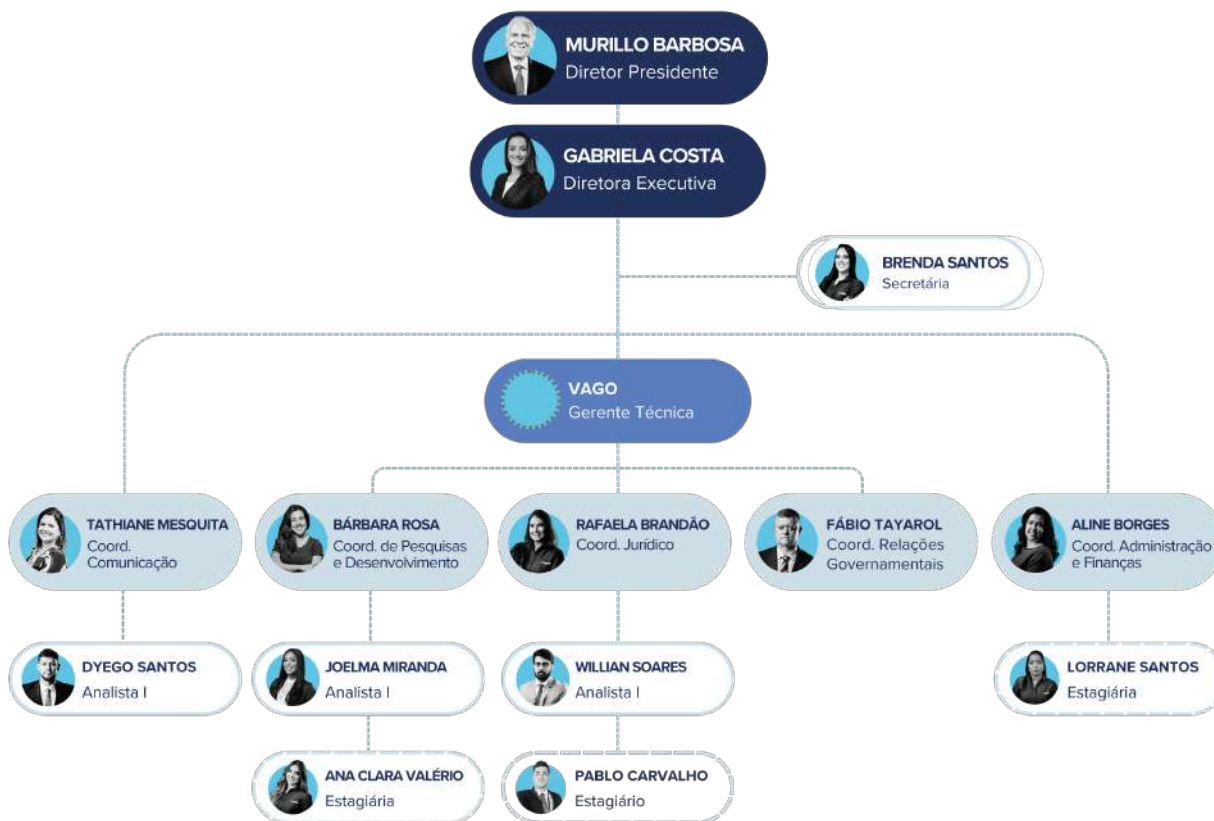 MURILLO BARBOSA
Diretor Presidente
GABRIELA COSTA
Diretora Executiva
BRENDA SANTOS
Secretária
VAGO
Gerente Técnica
TATHIANE MESQUITA
Coord.
Comunicação
BÁRBARA ROSA
Coord. de Pesquisas
e Desenvolvimento
RAFAELA BRANDÃO
Coord. Jurídico
FÁBIO TAYAROL
Coord. Relações
Governamentais
ALINE BORGES
Coord. Administração
e Finanças
DYEGO SANTOS
Analista I
JOELMA MIRANDA
Analista I
WILLIAN SOARES
Analista I
LORRANE SANTOS
Estagiária
ANA CLARA VALÉRIO
Estagiária
PABLO CARVALHO
Estagiário